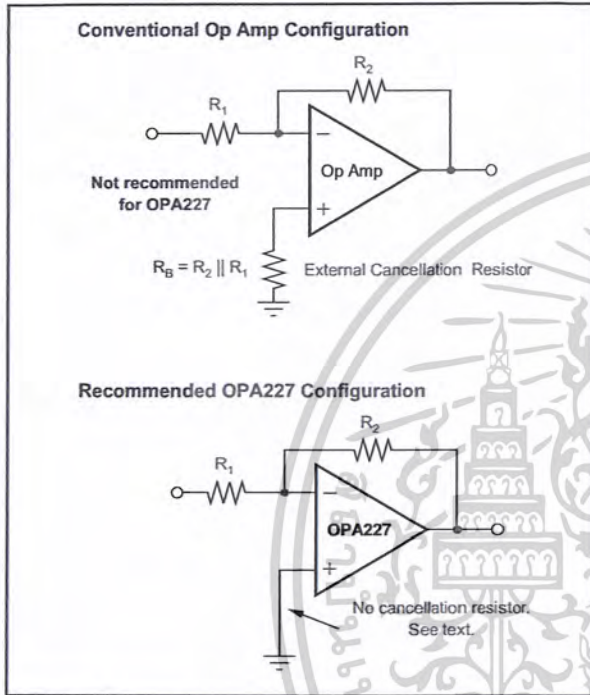 Conventional Op Amp Configuration
R2
R1
−
Op Amp
+
Not recommended
for OPA227
RB = R2 || R1
External Cancellation Resistor
Recommended OPA227 Configuration
R2
R1
−
OPA227
+
No cancellation resistor.
See text.